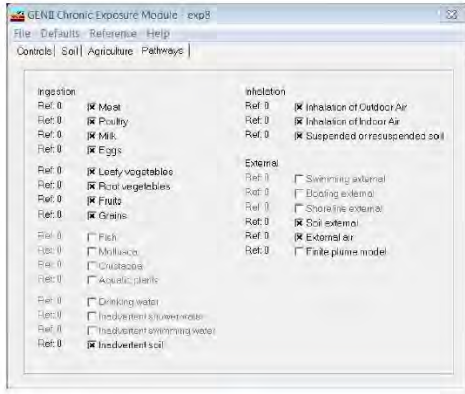 GENII Chronic Exposure Module - exp8
File Defaults Reference Help
Controls Soil Agriculture Pathways
Ingestion
Ref: 0 Meat
Ref: 0 Poultry
Ref: 0 Milk
Ref: 0 Eggs
Ref: 0 Leafy vegetables
Ref: 0 Root vegetables
Ref: 0 Fruits
Ref: 0 Grains
Ref: 0 Fish
Ref: 0 Mollusca
Ref: 0 Crustacea
Ref: 0 Aquatic plants
Ref: 0 Drinking water
Ref: 0 Inadvertent shower water
Ref: 0 Inadvertent swimming water
Ref: 0 Inadvertent soil
Inhalation
Ref: 0 Inhalation of Outdoor Air
Ref: 0 Inhalation of Indoor Air
Ref: 0 Suspended or resuspended soil
External
Ref: 0 Swimming external
Ref: 0 Boating external
Ref: 0 Shoreline external
Ref: 0 Soil external
Ref: 0 External air
Ref: 0 Finite plume model